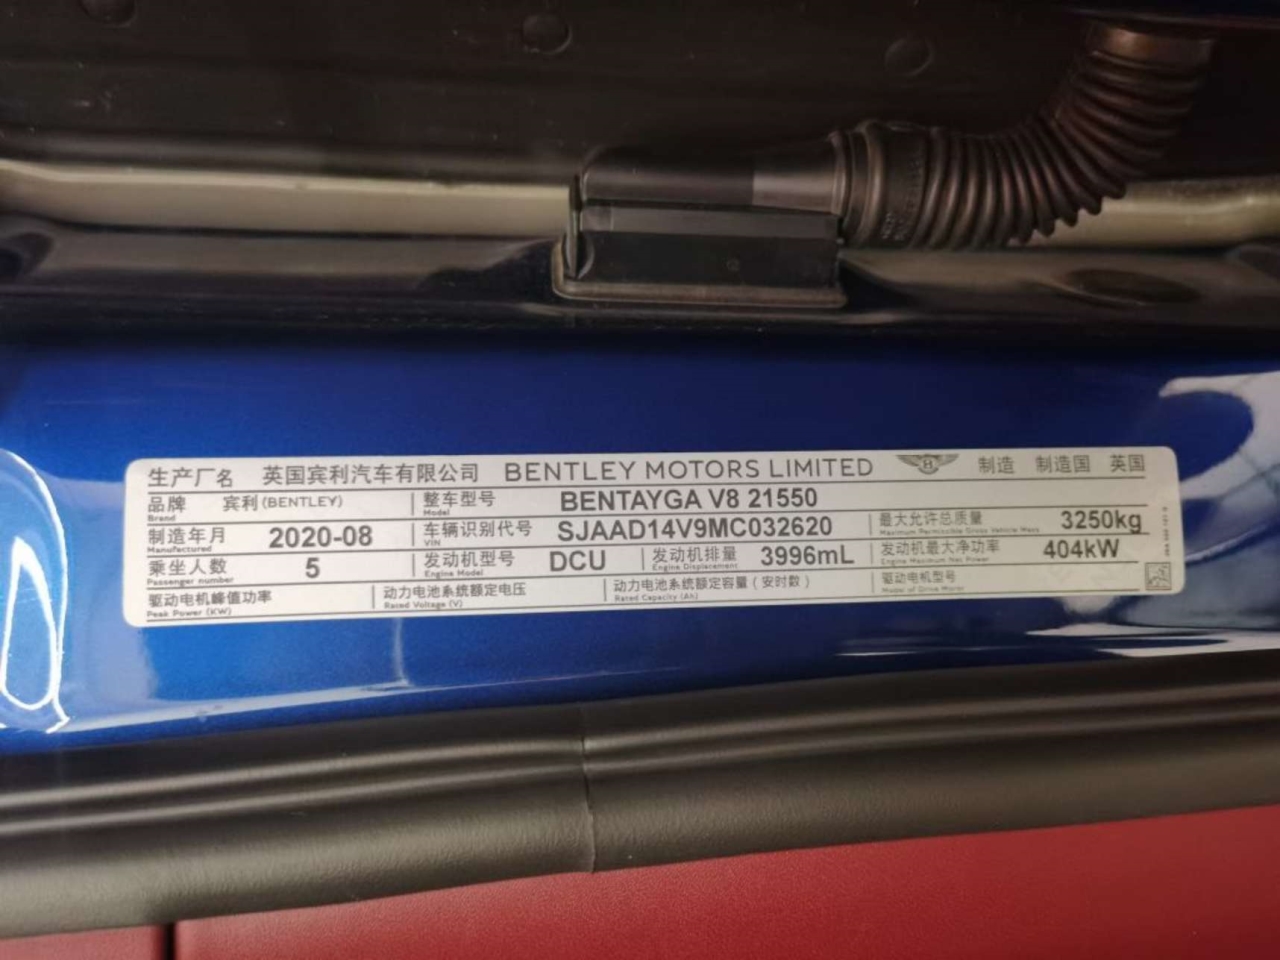 生产厂名 英国宾利汽车有限公司 BENTLEY MOTORS LIMITED B 制造 制造国 英国
品牌 宾利(BENTLEY) 整车型号 BENTAYGA V8 21550
Brand Model
制造年月 2020-08 车辆识别代号 SJAAD14V9MC032620 最大允许总质量 3250kg
Manufactured VIN Maximum Permissible Gross Vehicle Mass
乘坐人数 5 发动机型号 DCU 发动机排量 3996mL 发动机最大净功率 404kW
Passenger number Engine Model Engine Displacement Engine Maximum Net Power
驱动电机峰值功率 动力电池系统额定电压 动力电池系统额定容量(安时数) 驱动电机型号
Peak Power (KW) Rated Voltage (V) Rated Capacity (Ah) Model of Drive Motor